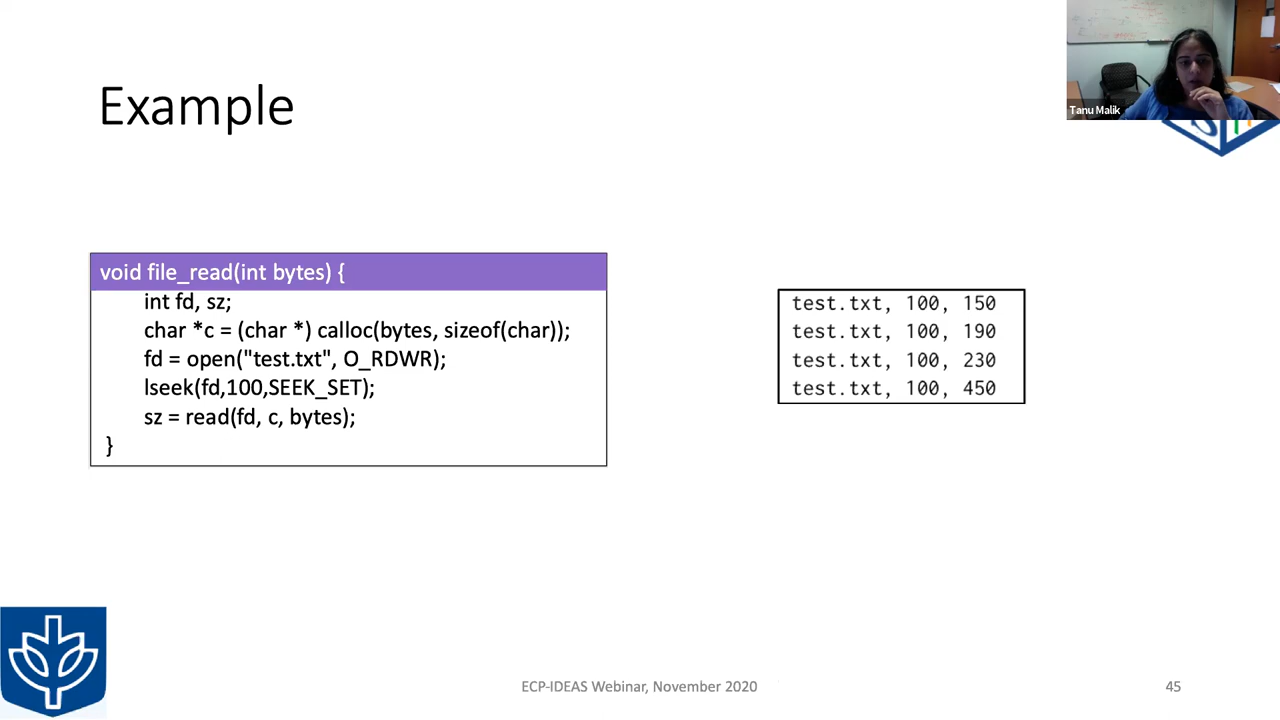 Example
Tanu Malik
void file_read(int bytes) {
int fd, sz;
char *c = (char *) calloc(bytes, sizeof(char));
fd = open("test.txt", O_RDWR);
lseek(fd,100,SEEK_SET);
sz = read(fd, c, bytes);
}
test.txt, 100, 150
test.txt, 100, 190
test.txt, 100, 230
test.txt, 100, 450
ECP-IDEAS Webinar, November 2020
45